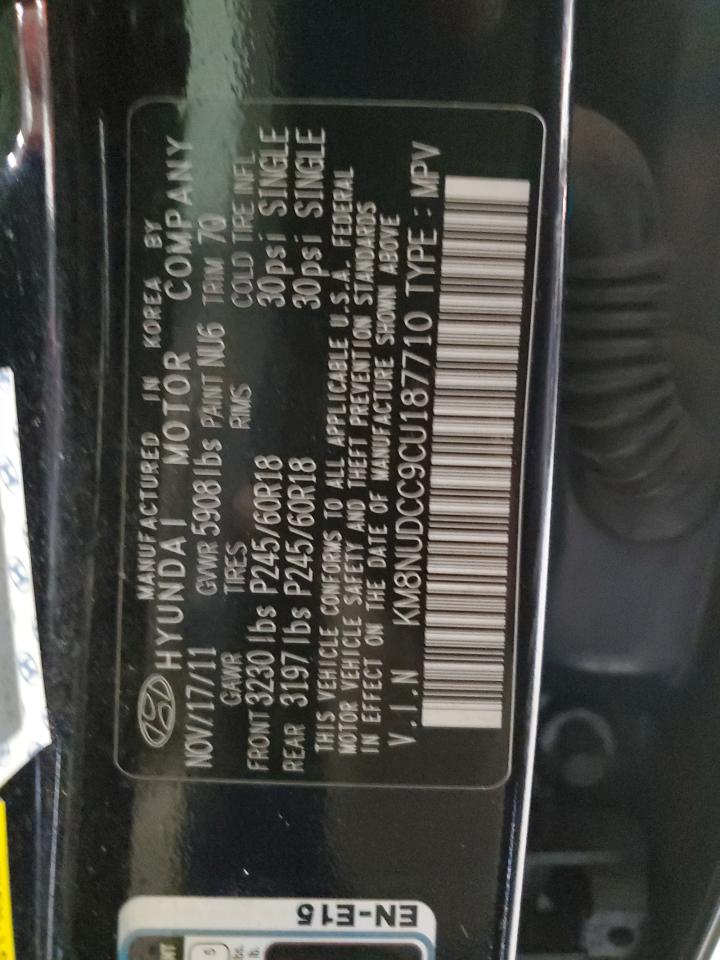 MANUFACTURED IN KOREA BY
HYUNDAI MOTOR COMPANY
NOV/17/11 GVWR 5908 lbs PAINT NU6 TRIM 7Q
GAWR TIRES RIMS COLD TIRE INFL
FRONT 3230 lbs P245/60R18 30psi SINGLE
REAR 3197 lbs P245/60R18 30psi SINGLE
THIS VEHICLE CONFORMS TO ALL APPLICABLE U.S.A. FEDERAL
MOTOR VEHICLE SAFETY AND THEFT PREVENTION STANDARDS
IN EFFECT ON THE DATE OF MANUFACTURE SHOWN ABOVE
V.I.N KM8NUDCC9CU187710 TYPE : MPV
EN-E15